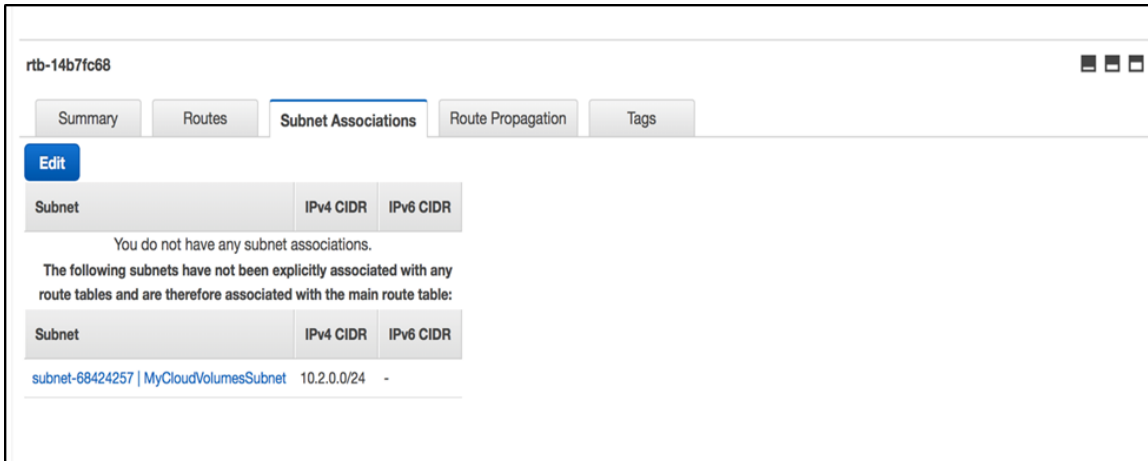 rtb-14b7fc68
Summary Routes Subnet Associations Route Propagation Tags
Edit
Subnet IPv4 CIDR IPv6 CIDR
You do not have any subnet associations.
The following subnets have not been explicitly associated with any
route tables and are therefore associated with the main route table:
Subnet IPv4 CIDR IPv6 CIDR
subnet-68424257 | MyCloudVolumesSubnet 10.2.0.0/24 -